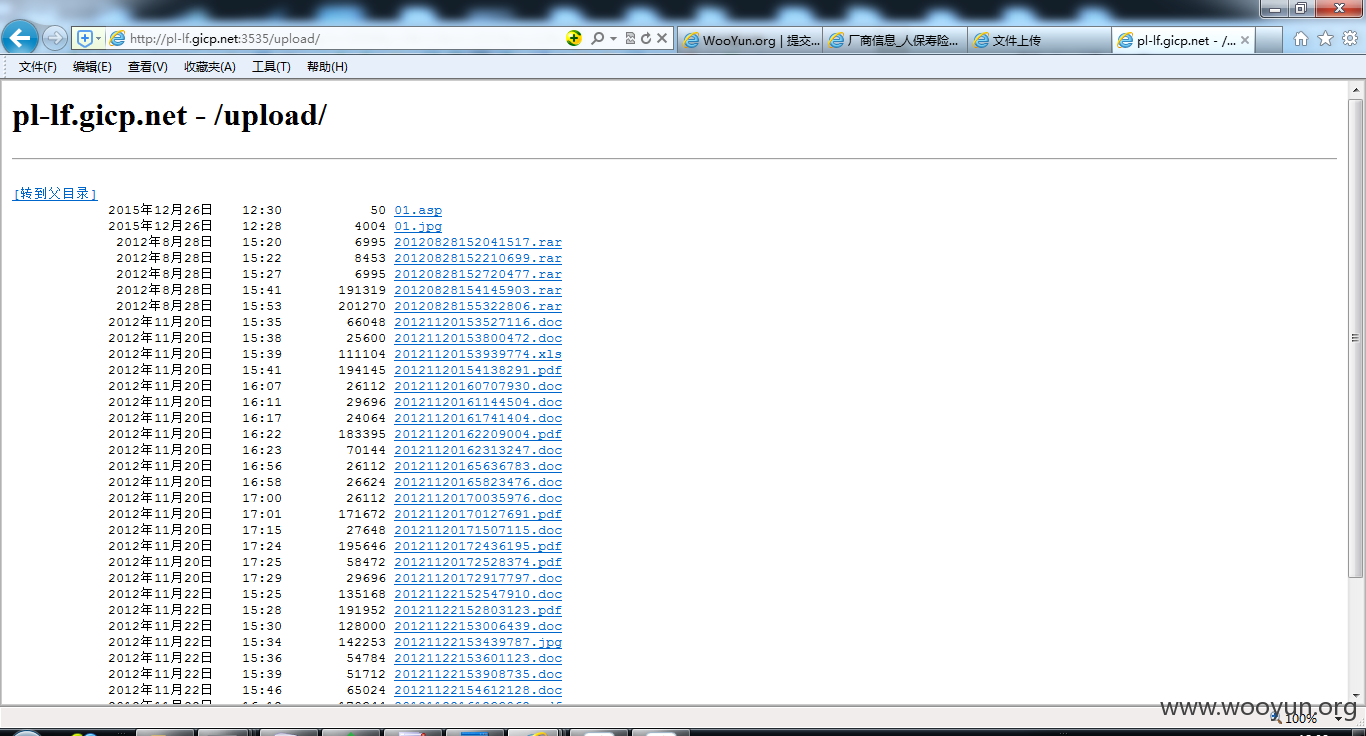 http://pl-lf.gicp.net:3535/upload/
WooYun.org | 提交...
厂商信息_人保寿险...
文件上传
pl-lf.gicp.net - /...
文件(F) 编辑(E) 查看(V) 收藏夹(A) 工具(T) 帮助(H)
pl-lf.gicp.net - /upload/
[转到父目录]
2015年12月26日 12:30 50 01.asp
2015年12月26日 12:28 4004 01.jpg
2012年8月28日 15:20 6995 20120828152041517.rar
2012年8月28日 15:22 8453 20120828152210699.rar
2012年8月28日 15:27 6995 20120828152720477.rar
2012年8月28日 15:41 191319 20120828154145903.rar
2012年8月28日 15:53 201270 20120828155322806.rar
2012年11月20日 15:35 66048 20121120153527116.doc
2012年11月20日 15:38 25600 20121120153800472.doc
2012年11月20日 15:39 111104 20121120153939774.xls
2012年11月20日 15:41 194145 20121120154138291.pdf
2012年11月20日 16:07 26112 20121120160707930.doc
2012年11月20日 16:11 29696 20121120161144504.doc
2012年11月20日 16:17 24064 20121120161741404.doc
2012年11月20日 16:22 183395 20121120162209004.pdf
2012年11月20日 16:23 70144 20121120162313247.doc
2012年11月20日 16:56 26112 20121120165636783.doc
2012年11月20日 16:58 26624 20121120165823476.doc
2012年11月20日 17:00 26112 20121120170035976.doc
2012年11月20日 17:01 171672 20121120170127691.pdf
2012年11月20日 17:15 27648 20121120171507115.doc
2012年11月20日 17:24 195646 20121120172436195.pdf
2012年11月20日 17:25 58472 20121120172528374.pdf
2012年11月20日 17:29 29696 20121120172917797.doc
2012年11月22日 15:25 135168 20121122152547910.doc
2012年11月22日 15:28 191952 20121122152803123.pdf
2012年11月22日 15:30 128000 20121122153006439.doc
2012年11月22日 15:34 142253 20121122153439787.jpg
2012年11月22日 15:36 54784 20121122153601123.doc
2012年11月22日 15:39 51712 20121122153908735.doc
2012年11月22日 15:46 65024 20121122154612128.doc
www.wooyun.org
100%